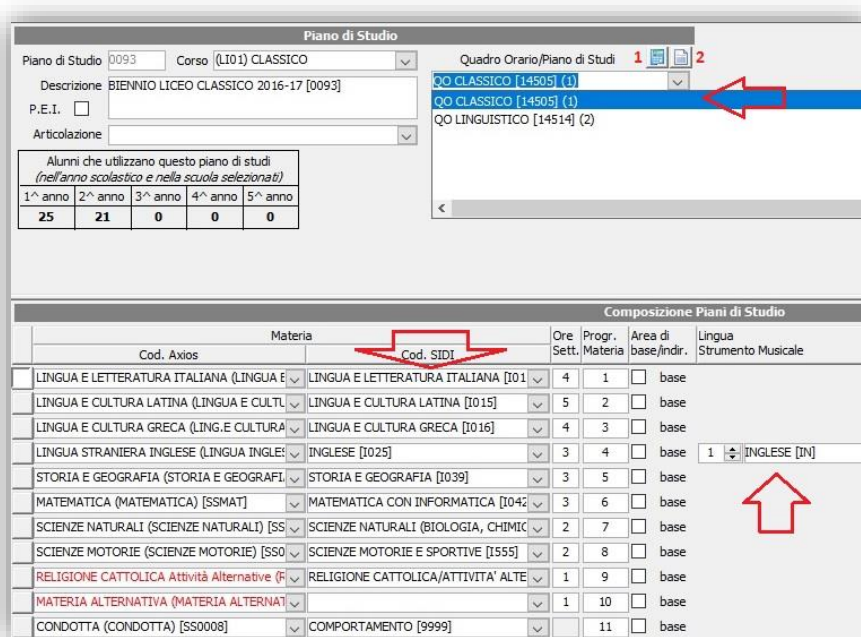 Piano di Studio
Piano di Studio 0093 Corso (LI01) CLASSICO
Quadro Orario/Piano di Studi 1 2
Descrizione BIENNIO LICEO CLASSICO 2016-17 [0093]
QO CLASSICO [14505] (1)
P.E.I.
QO CLASSICO [14505] (1)
QO LINGUISTICO [14514] (2)
Articolazione
Alunni che utilizzano questo piano di studi
(nell'anno scolastico e nella scuola selezionati)
1^ anno 2^ anno 3^ anno 4^ anno 5^ anno
25 21 0 0 0
Composizione Piani di Studio
Materia Ore Sett. Progr. Materia Area di base/indir. Lingua Strumento Musicale
Cod. Axios Cod. SIDI
LINGUA E LETTERATURA ITALIANA (LINGUA E LINGUA E LETTERATURA ITALIANA [I01 4 1 base
LINGUA E CULTURA LATINA (LINGUA E CULTU LINGUA E CULTURA LATINA [I015] 5 2 base
LINGUA E CULTURA GRECA (LING.E CULTURA LINGUA E CULTURA GRECA [I016] 4 3 base
LINGUA STRANIERA INGLESE (LINGUA INGLES INGLESE [I025] 3 4 base 1 INGLESE [IN]
STORIA E GEOGRAFIA (STORIA E GEOGRAFI STORIA E GEOGRAFIA [I039] 3 5 base
MATEMATICA (MATEMATICA) [SSMAT] MATEMATICA CON INFORMATICA [I042 3 6 base
SCIENZE NATURALI (SCIENZE NATURALI) [SS SCIENZE NATURALI (BIOLOGIA, CHIMIC 2 7 base
SCIENZE MOTORIE (SCIENZE MOTORIE) [SS0 SCIENZE MOTORIE E SPORTIVE [I555] 2 8 base
RELIGIONE CATTOLICA Attività Alternative (R RELIGIONE CATTOLICA/ATTIVITA' ALTE 1 9 base
MATERIA ALTERNATIVA (MATERIA ALTERNAT 1 10 base
CONDOTTA (CONDOTTA) [SS0008] COMPORTAMENTO [9999] 11 base